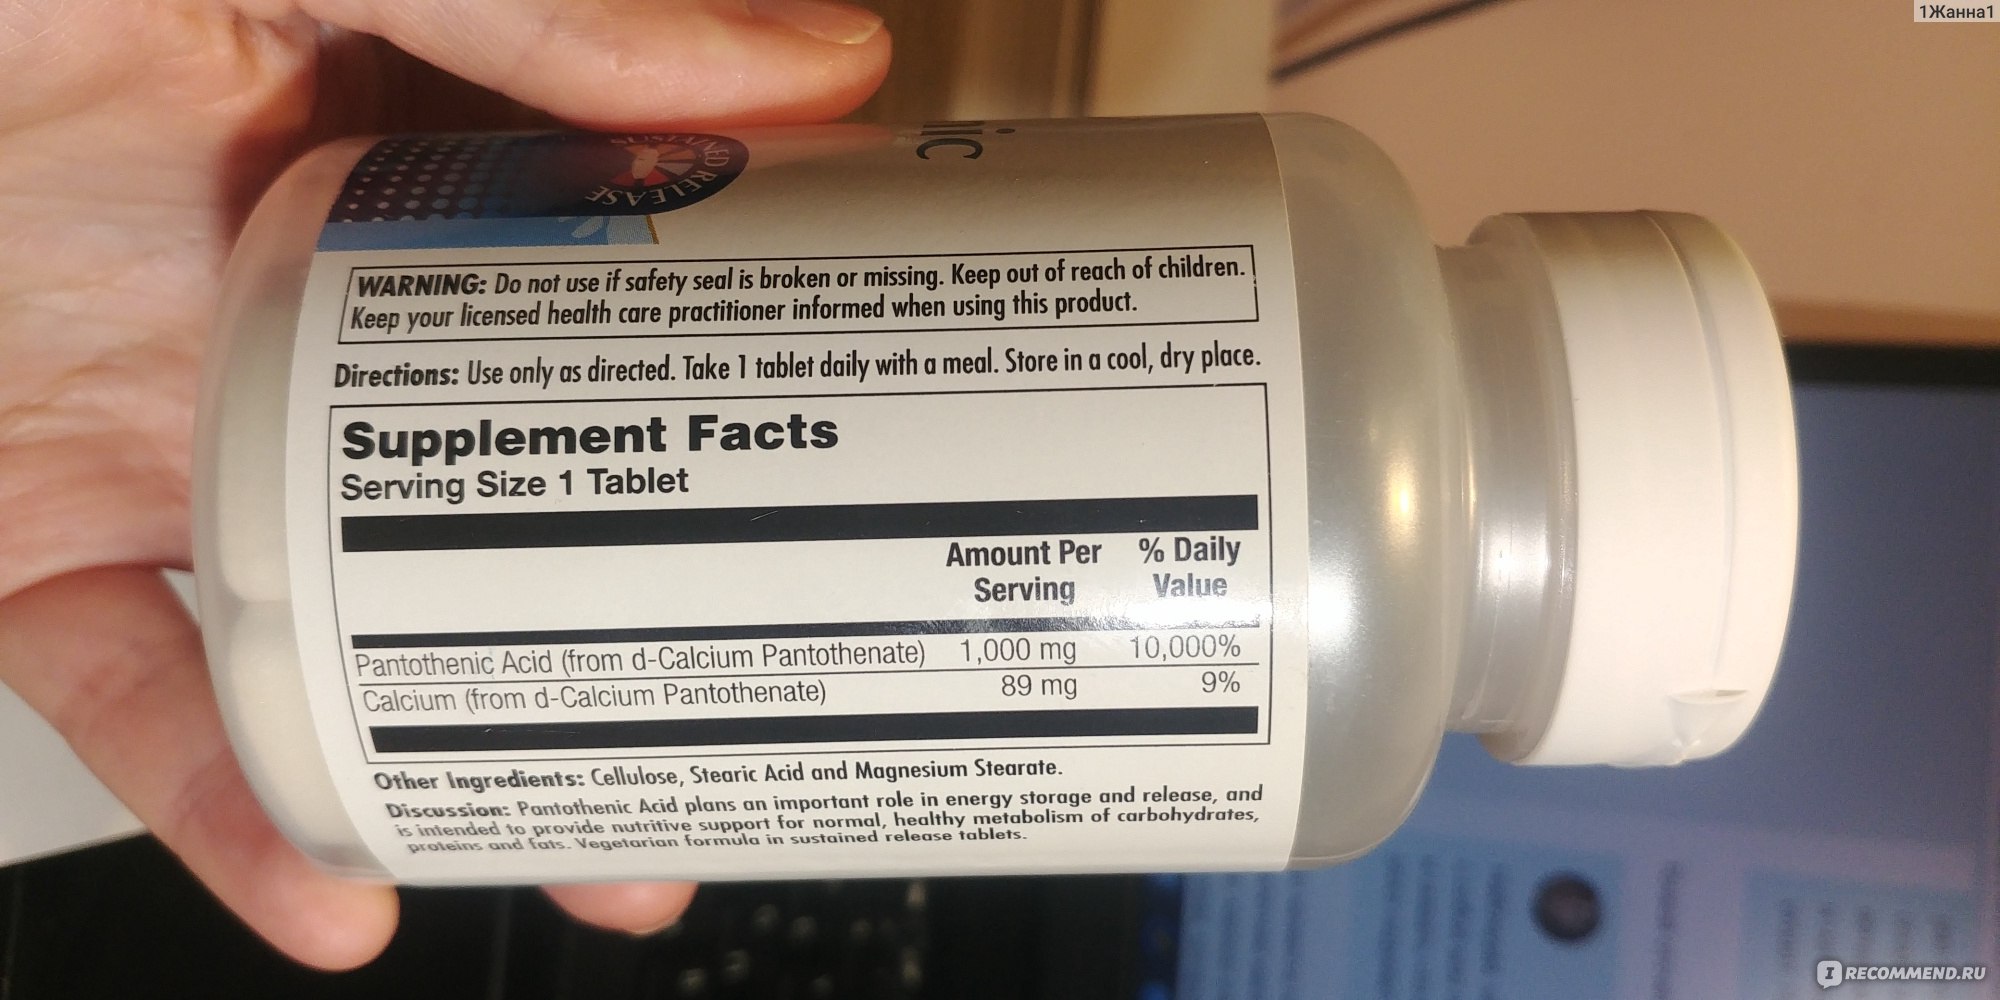 1Жанна1
nic
SUSTAINED RELEASE
WARNING: Do not use if safety seal is broken or missing. Keep out of reach of children.
Keep your licensed health care practitioner informed when using this product.
Directions: Use only as directed. Take 1 tablet daily with a meal. Store in a cool, dry place.
Supplement Facts
Serving Size 1 Tablet
Amount Per Serving % Daily Value
Pantothenic Acid (from d-Calcium Pantothenate) 1,000 mg 10,000%
Calcium (from d-Calcium Pantothenate) 89 mg 9%
Other Ingredients: Cellulose, Stearic Acid and Magnesium Stearate.
Discussion: Pantothenic Acid plans an important role in energy storage and release, and
is intended to provide nutritive support for normal, healthy metabolism of carbohydrates,
proteins and fats. Vegetarian formula in sustained release tablets.
I RECOMMEND.RU